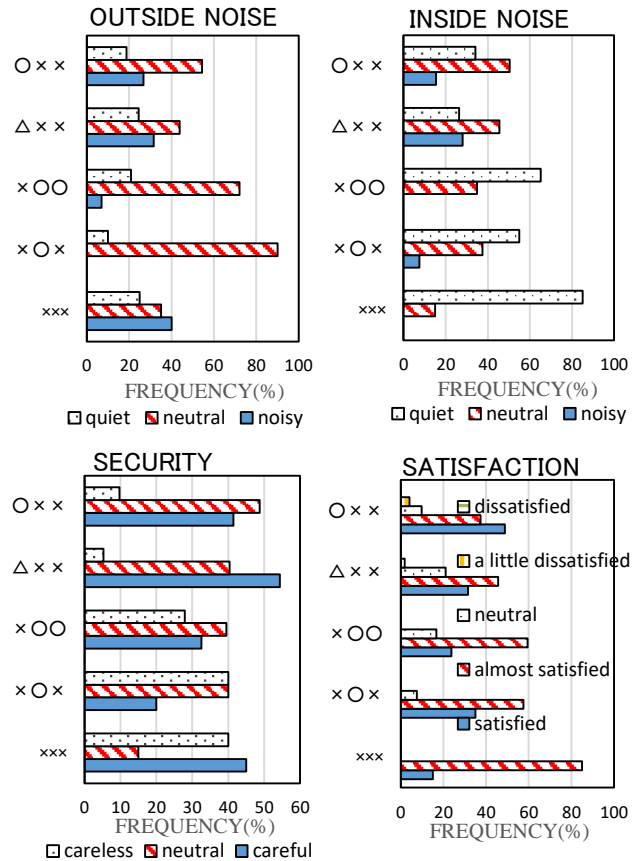 OUTSIDE NOISE
○××
△××
×○○
×○×
×××
0 20 40 60 80 100
FREQUENCY(%)
quiet neutral noisy
INSIDE NOISE
○××
△××
×○○
×○×
×××
0 20 40 60 80 100
FREQUENCY(%)
quiet neutral noisy
SECURITY
○××
△××
×○○
×○×
×××
0 10 20 30 40 50 60
FREQUENCY(%)
careless neutral careful
SATISFACTION
○××
dissatisfied
△××
a little dissatisfied
neutral
×○○
almost satisfied
×○×
satisfied
×××
0 20 40 60 80 100
FREQUENCY(%)